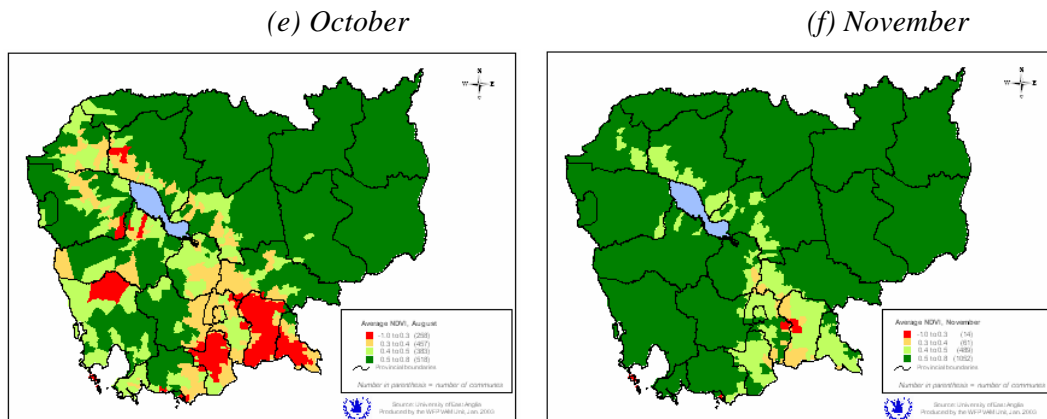 (e) October
(f) November
N
W E
S
N
W E
S
Average NDVI, August
-1.0 to 0.3 (258)
0.3 to 0.4 (457)
0.4 to 0.5 (383)
0.5 to 0.8 (518)
Provincial boundaries
Number in parenthesis = number of communes
Source: University of East Anglia
Produced by the WFP VAM Unit, Jan. 2003
Average NDVI, November
-1.0 to 0.3 (14)
0.3 to 0.4 (61)
0.4 to 0.5 (489)
0.5 to 0.8 (1052)
Provincial boundaries
Number in parenthesis = number of communes
Source: University of East Anglia
Produced by the WFP VAM Unit, Jan. 2003